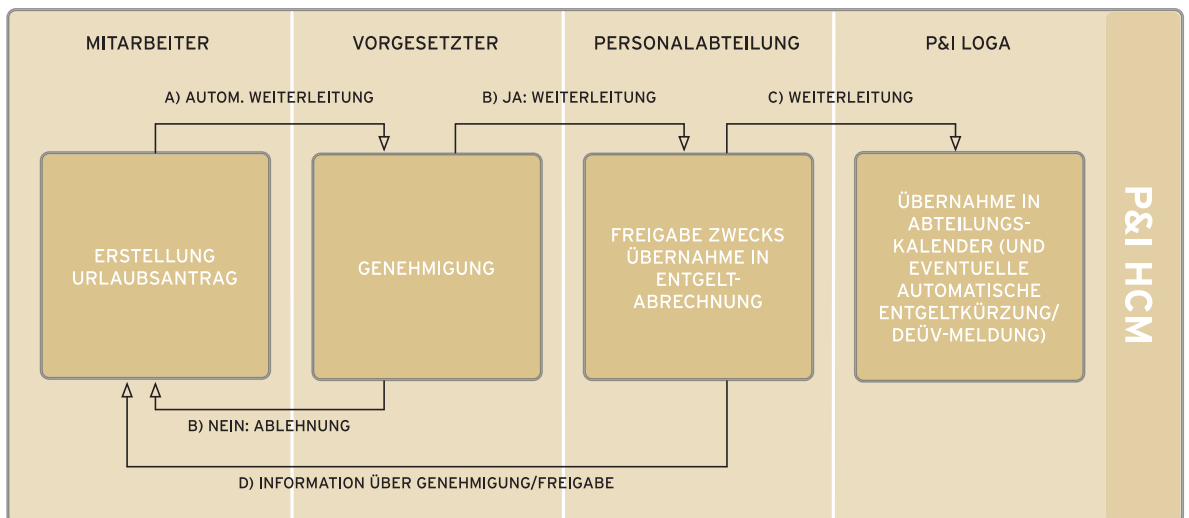 MITARBEITER
VORGESETZTER
PERSONALABTEILUNG
P&I LOGA
A) AUTOM. WEITERLEITUNG
B) JA: WEITERLEITUNG
C) WEITERLEITUNG
ERSTELLUNG
URLAUBSANTRAG
GENEHMIGUNG
FREIGABE ZWECKS
ÜBERNAHME IN
ENTGELT-
ABRECHNUNG
ÜBERNAHME IN
ABTEILUNGS-
KALENDER (UND
EVENTUELLE
AUTOMATISCHE
ENTGELTKÜRZUNG/
DEÜV-MELDUNG)
P&I HCM
B) NEIN: ABLEHNUNG
D) INFORMATION ÜBER GENEHMIGUNG/FREIGABE